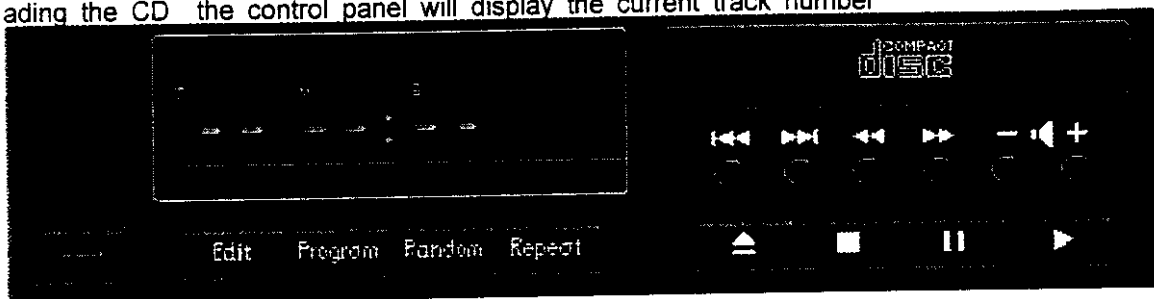 ading the CD the control panel will display the current track number
COMPACT
disc
T M S
-- --:--
Edit Program Random Repeat